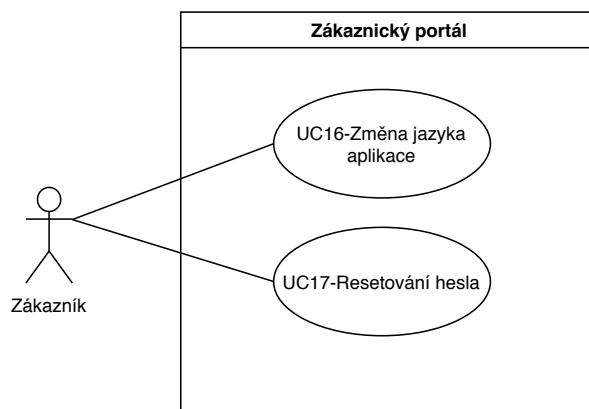 Zákaznický portál
UC16-Změna jazyka
aplikace
UC17-Resetování hesla
Zákazník